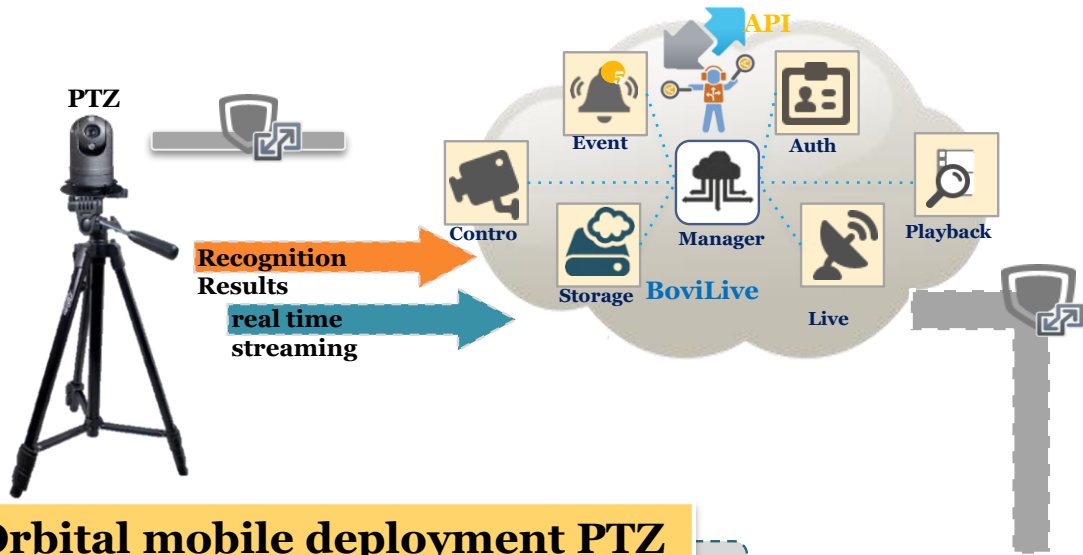 API
5
PTZ
Event
Auth
Contro
Manager
Playback
Recognition
Results
Storage
BoviLive
Live
real time
streaming
Orbital mobile deployment PTZ